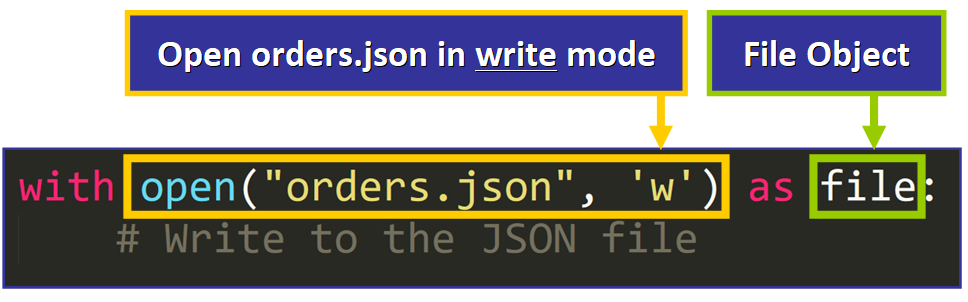 Open orders.json in write mode
File Object
with open("orders.json", 'w') as file:
# Write to the JSON file